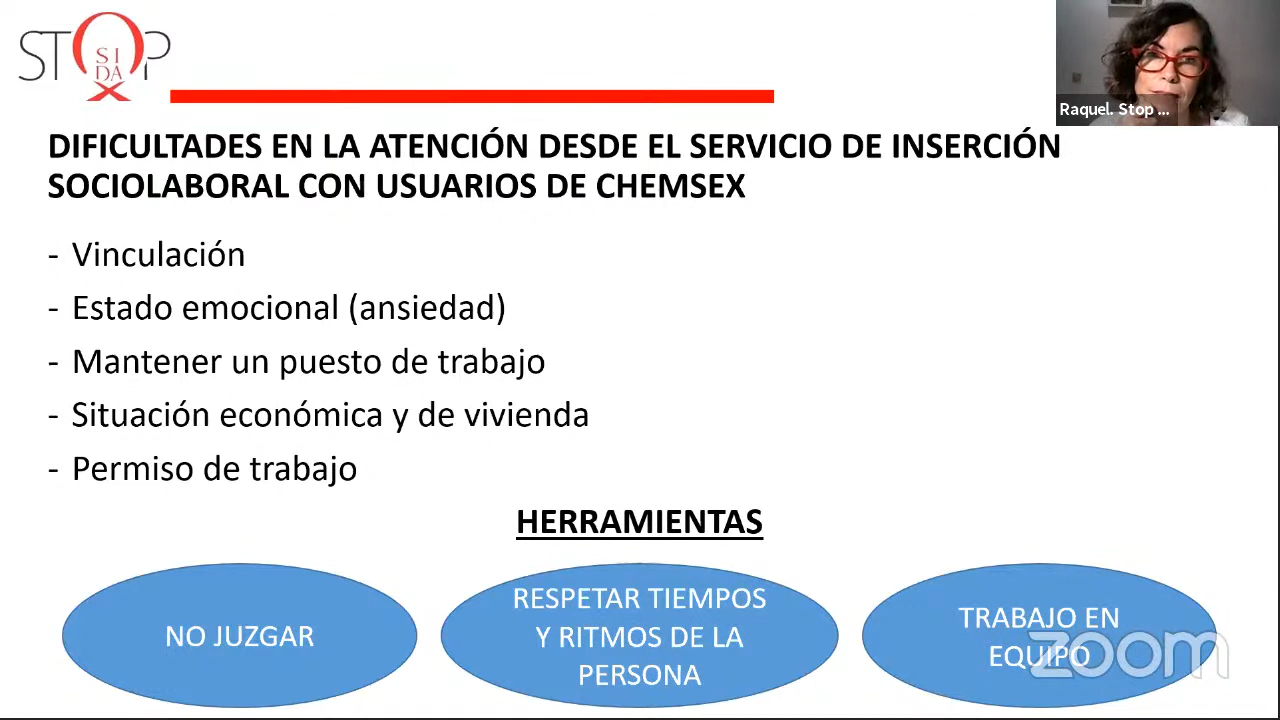 STOP
SI
DA
Raquel. Stop ...
DIFICULTADES EN LA ATENCIÓN DESDE EL SERVICIO DE INSERCIÓN
SOCIOLABORAL CON USUARIOS DE CHEMSEX
- Vinculación
- Estado emocional (ansiedad)
- Mantener un puesto de trabajo
- Situación económica y de vivienda
- Permiso de trabajo
HERRAMIENTAS
NO JUZGAR
RESPETAR TIEMPOS
Y RITMOS DE LA
PERSONA
TRABAJO EN
EQUIPO
zoom